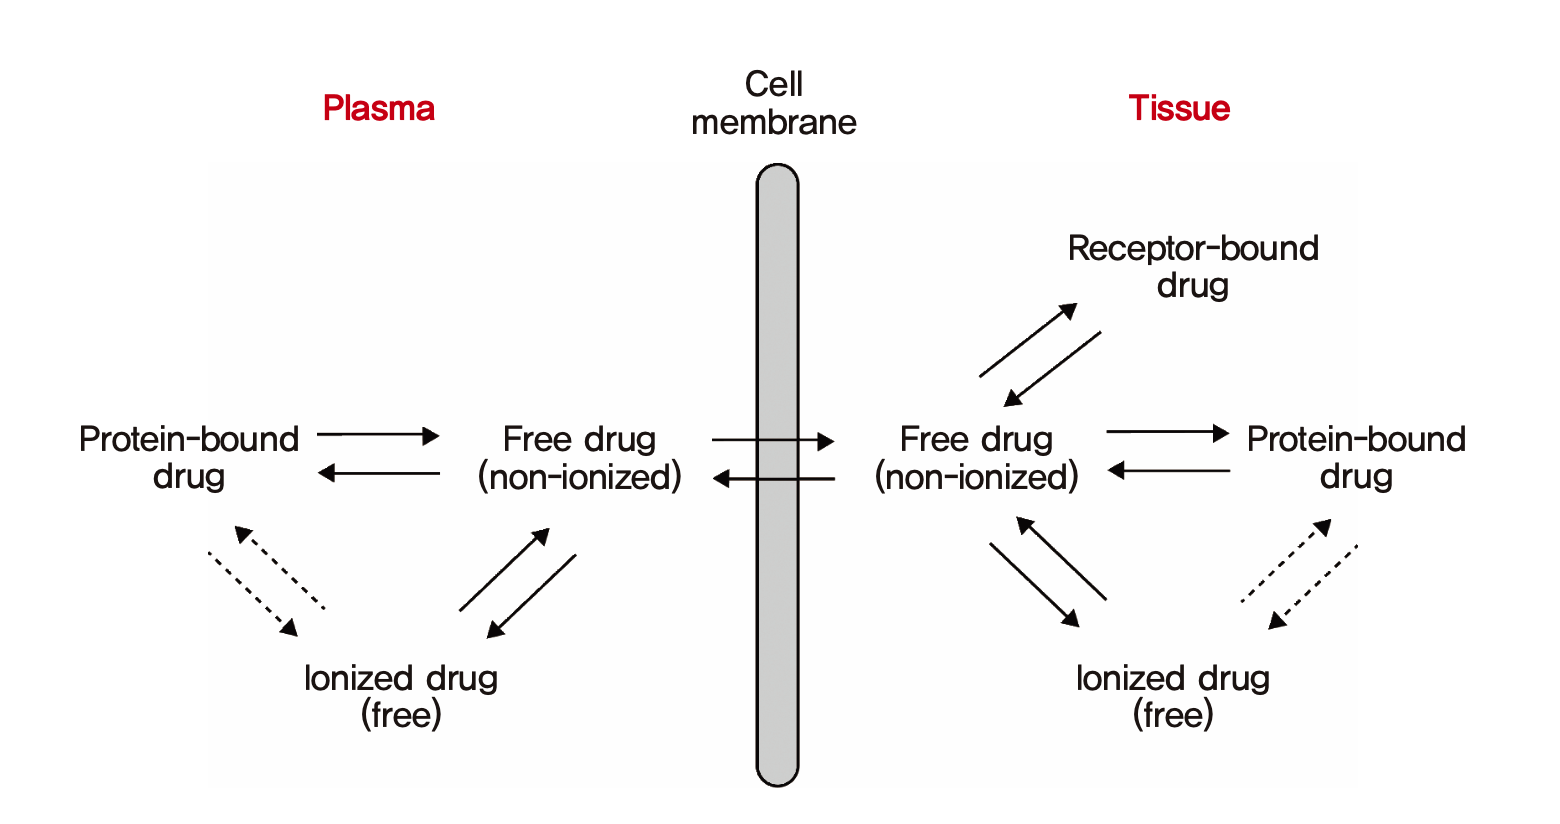 Plasma
Cell
membrane
Tissue
Receptor-bound
drug
Protein-bound
drug
Free drug
(non-ionized)
Free drug
(non-ionized)
Protein-bound
drug
Ionized drug
(free)
Ionized drug
(free)